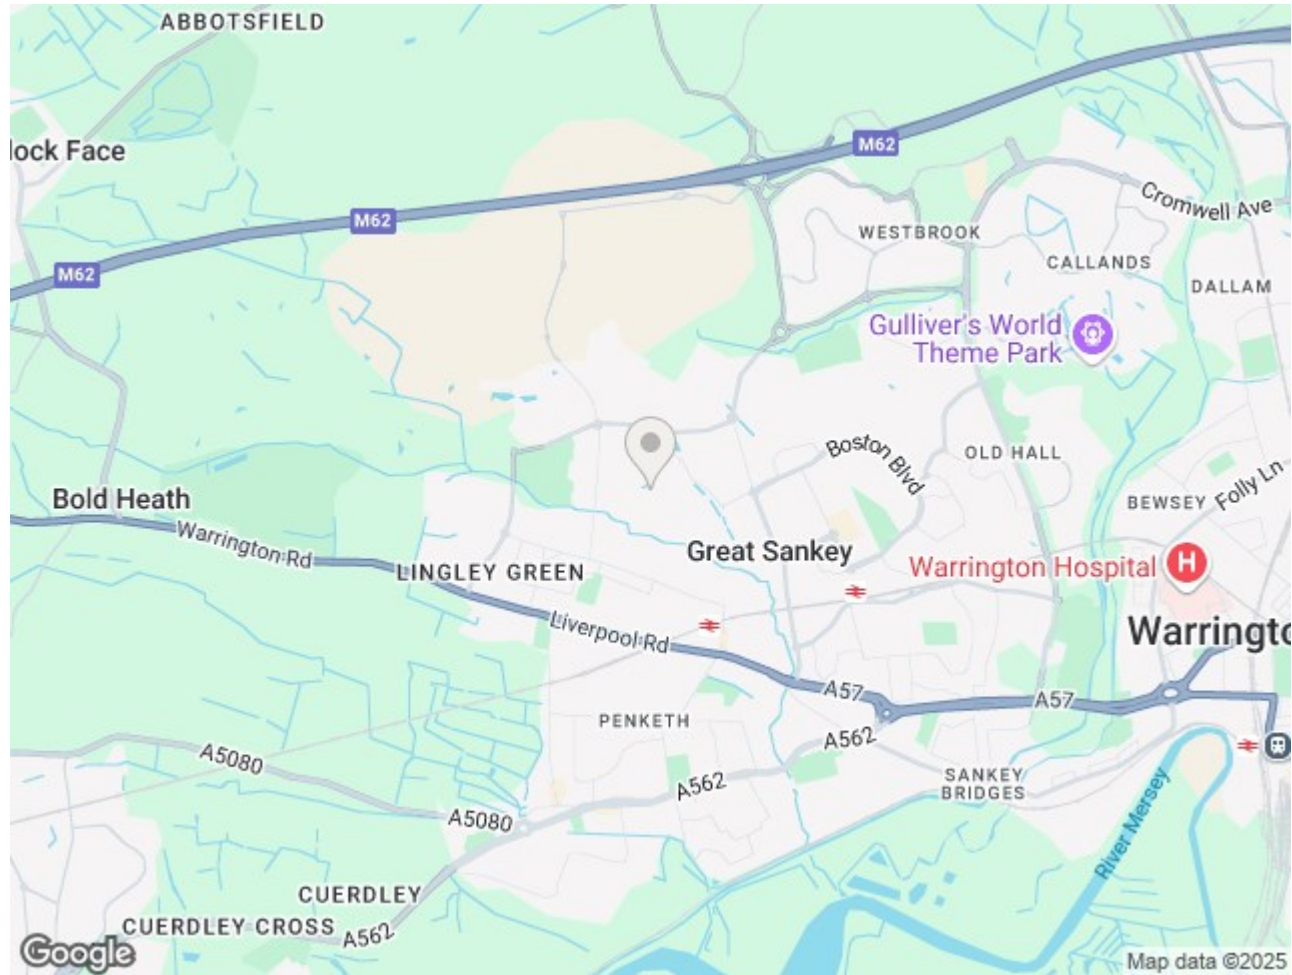 ABBOTSFIELD
lock Face
M62
M62
M62
Cromwell Ave
WESTBROOK
CALLANDS
DALLAM
Gulliver's World
Theme Park
Boston Blvd
OLD HALL
Bold Heath
BEWSEY
Folly Ln
Warrington Rd
Great Sankey
LINGLEY GREEN
Warrington Hospital
H
Liverpool Rd
Warringto
A57
A57
PENKETH
A562
A5080
SANKEY
BRIDGES
A562
A5080
River Mersey
CUERDLEY
CUERDLEY CROSS
A562
Google
Map data ©2025